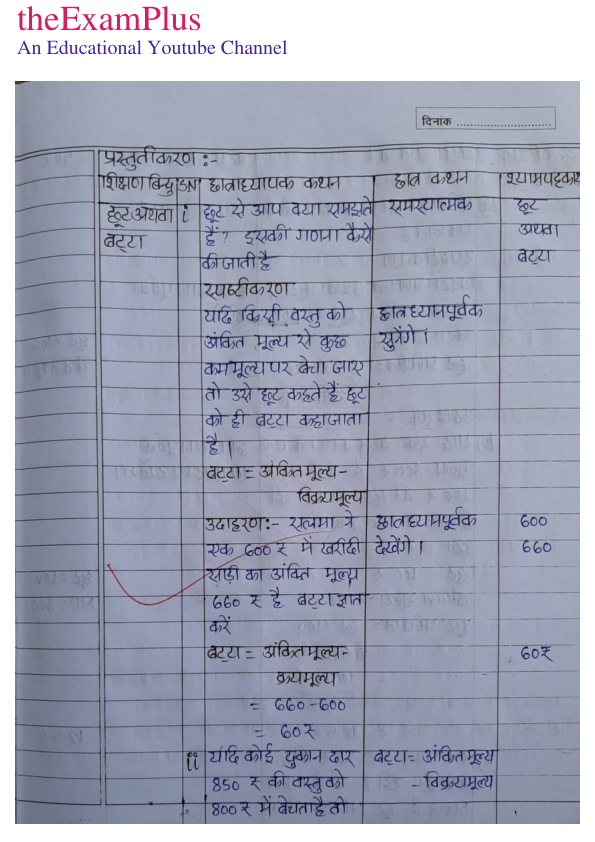 theExamPlus
An Educational Youtube Channel
दिनांक ............................
प्रस्तुतीकरण :-
शिक्षण बिन्दु SN छात्राध्यापक कथन छात्र कथन श्यामपट्टकार्य
छूट अथवा i छूट से आप क्या समझते समस्यात्मक छूट
बट्टा हैं? इसकी गणना कैसे अथवा
की जाती है बट्टा
स्पष्टीकरण
यदि किसी वस्तु को छात्र ध्यानपूर्वक
अंकित मूल्य से कुछ सुनेंगे।
कम मूल्य पर बेचा जाए
तो उसे छूट कहते हैं छूट
को ही बट्टा कहा जाता
है।
बट्टा = अंकित मूल्य -
विक्रय मूल्य
उदाहरण :- सलमा ने छात्र ध्यानपूर्वक 600
एक 600 ₹ में खरीदी देखेंगे। 660
साड़ी का अंकित मूल्य
660 ₹ है बट्टा ज्ञात
करें
बट्टा = अंकित मूल्य - 60₹
क्रय मूल्य
= 660 - 600
= 60₹
ii यदि कोई दुकान दार बट्टा = अंकित मूल्य
850 ₹ की वस्तु को - विक्रय मूल्य
800 ₹ में बेचता है तो